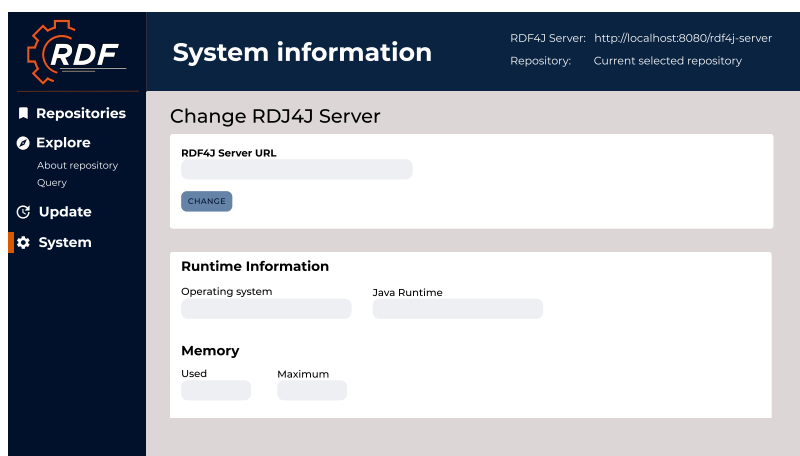 RDF
System information
RDF4J Server: http://localhost:8080/rdf4j-server
Repository: Current selected repository
Repositories
Explore
About repository
Query
Update
System
Change RDJ4J Server
RDF4J Server URL
CHANGE
Runtime Information
Operating system
Java Runtime
Memory
Used
Maximum